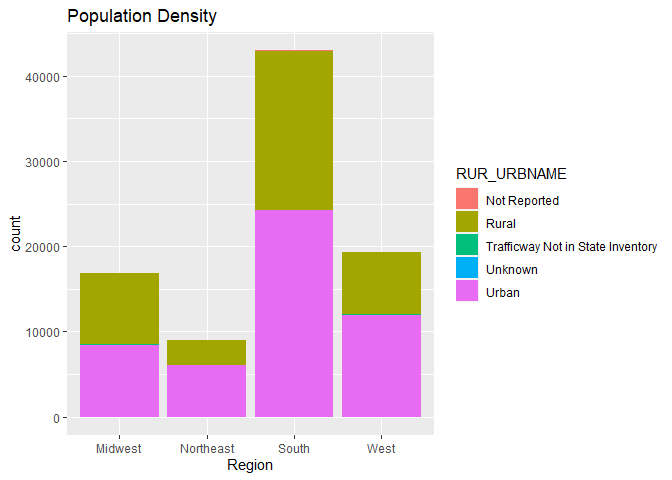 Population Density
count
40000
30000
20000
10000
0
Midwest Northeast South West
Region
RUR_URBNAME
Not Reported
Rural
Trafficway Not in State Inventory
Unknown
Urban